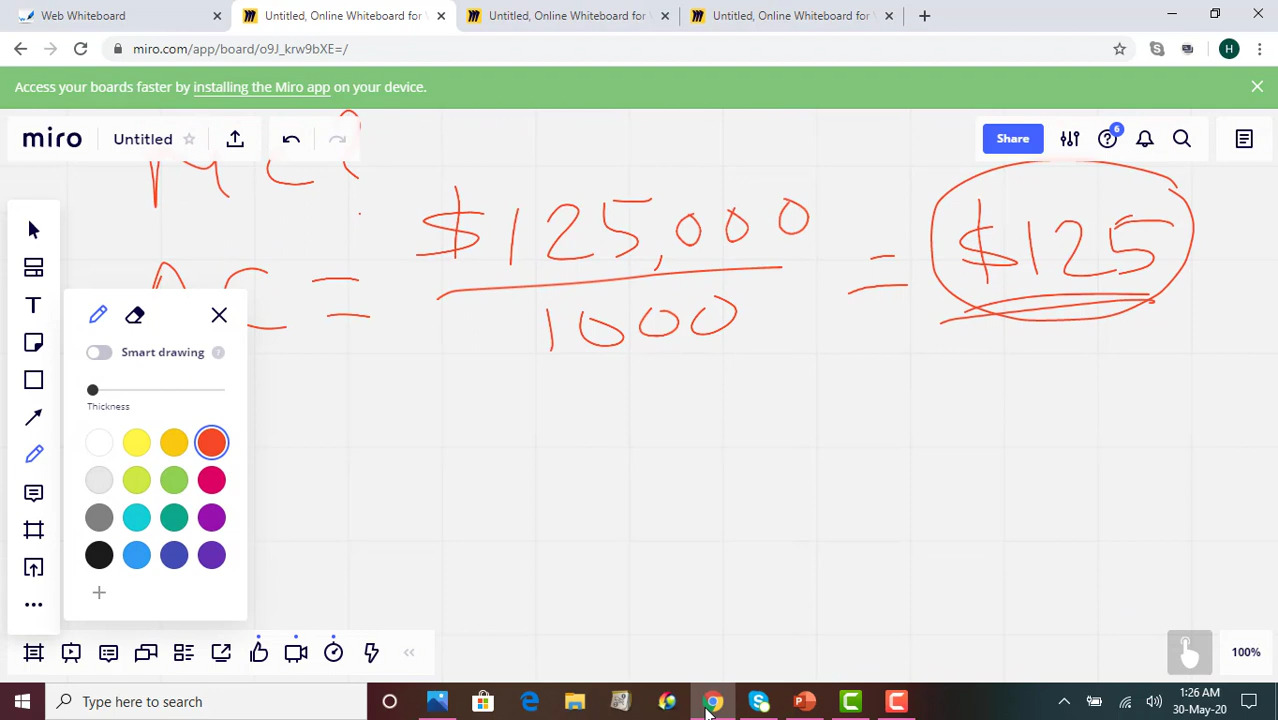 Web Whiteboard
Untitled, Online Whiteboard for
Untitled, Online Whiteboard for
Untitled, Online Whiteboard for
miro.com/app/board/o9J_krw9bXE=/
H
Access your boards faster by installing the Miro app on your device.
miro
Untitled
Share
6
$125,000
= $125
AC =
1000
T
Smart drawing
?
Thickness
100%
Type here to search
1:26 AM
30-May-20